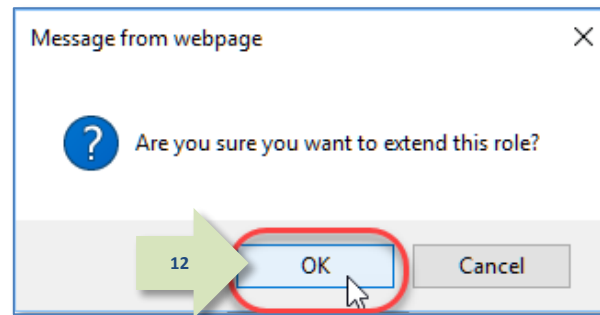 Message from webpage
?
Are you sure you want to extend this role?
12
OK
Cancel